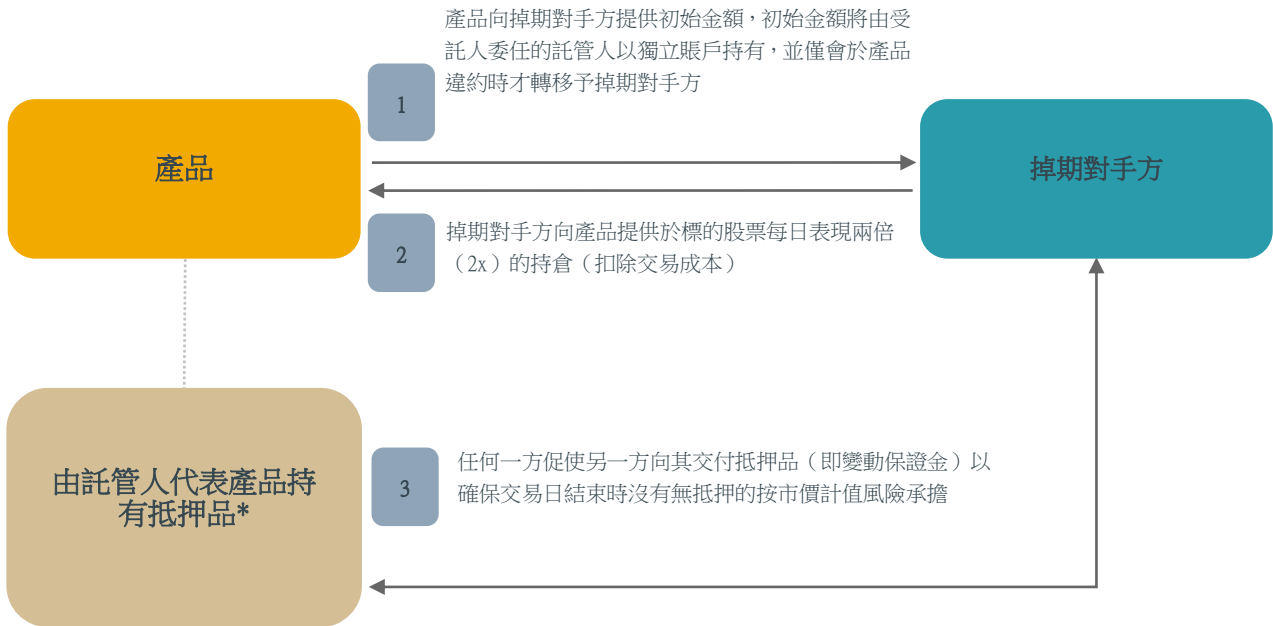 產品向掉期對手方提供初始金額，初始金額將由受
託人委任的託管人以獨立賬戶持有，並僅會於產品
違約時才轉移予掉期對手方
1
產品
掉期對手方
2
掉期對手方向產品提供於標的股票每日表現兩倍
（2x）的持倉（扣除交易成本）
由託管人代表產品持
有抵押品*
3
任何一方促使另一方向其交付抵押品（即變動保證金）以
確保交易日結束時沒有無抵押的按市價計值風險承擔